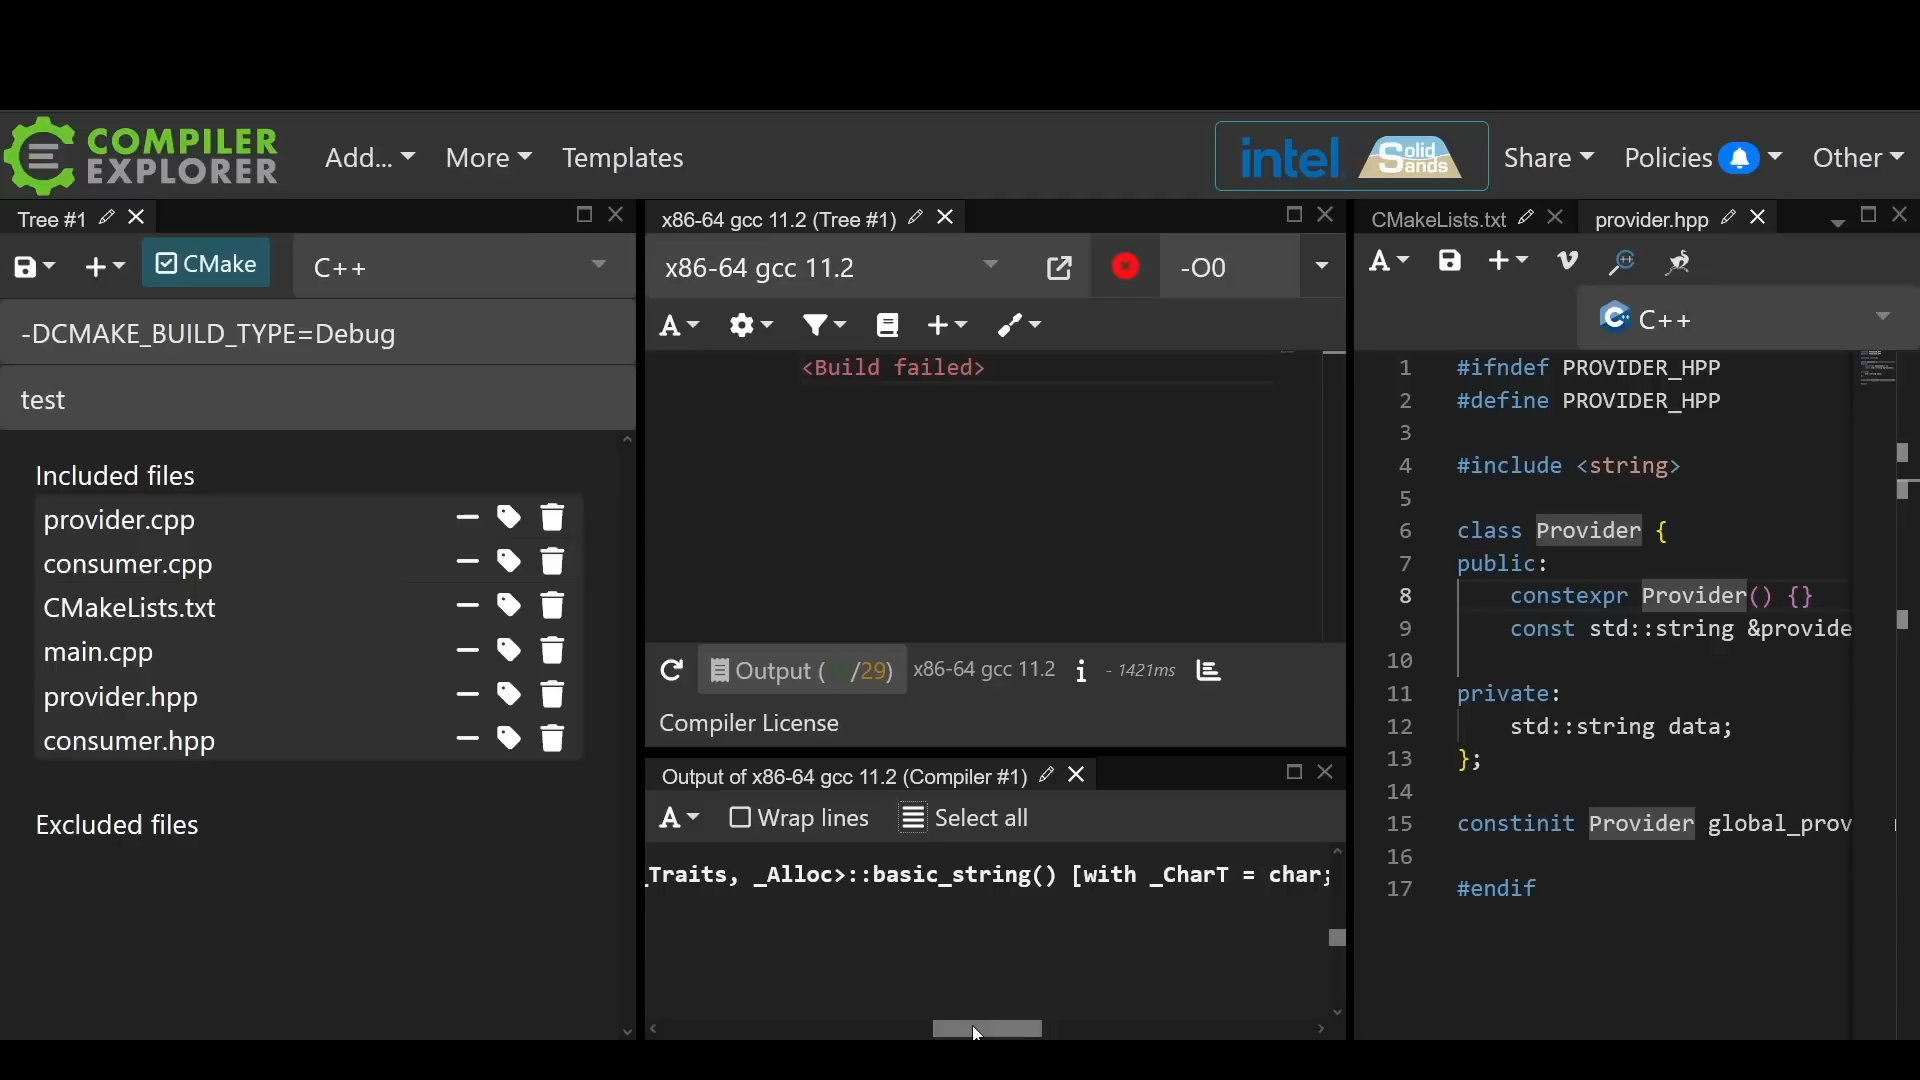 COMPILER
EXPLORER
Add...
More
Templates
intel
Solid
Sands
Share
Policies
Other
Tree #1
CMake
C++
-DCMAKE_BUILD_TYPE=Debug
test
Included files
provider.cpp
consumer.cpp
CMakeLists.txt
main.cpp
provider.hpp
consumer.hpp
Excluded files
x86-64 gcc 11.2 (Tree #1)
x86-64 gcc 11.2
-O0
A
<Build failed>
Output ( /29) x86-64 gcc 11.2 i - 1421ms
Compiler License
Output of x86-64 gcc 11.2 (Compiler #1)
A Wrap lines Select all
_Traits, _Alloc>::basic_string() [with _CharT = char;
CMakeLists.txt provider.hpp
A
C++
1 #ifndef PROVIDER_HPP
2 #define PROVIDER_HPP
3
4 #include <string>
5
6 class Provider {
7 public:
8 constexpr Provider() {}
9 const std::string &provide
10
11 private:
12 std::string data;
13 };
14
15 constinit Provider global_prov
16
17 #endif